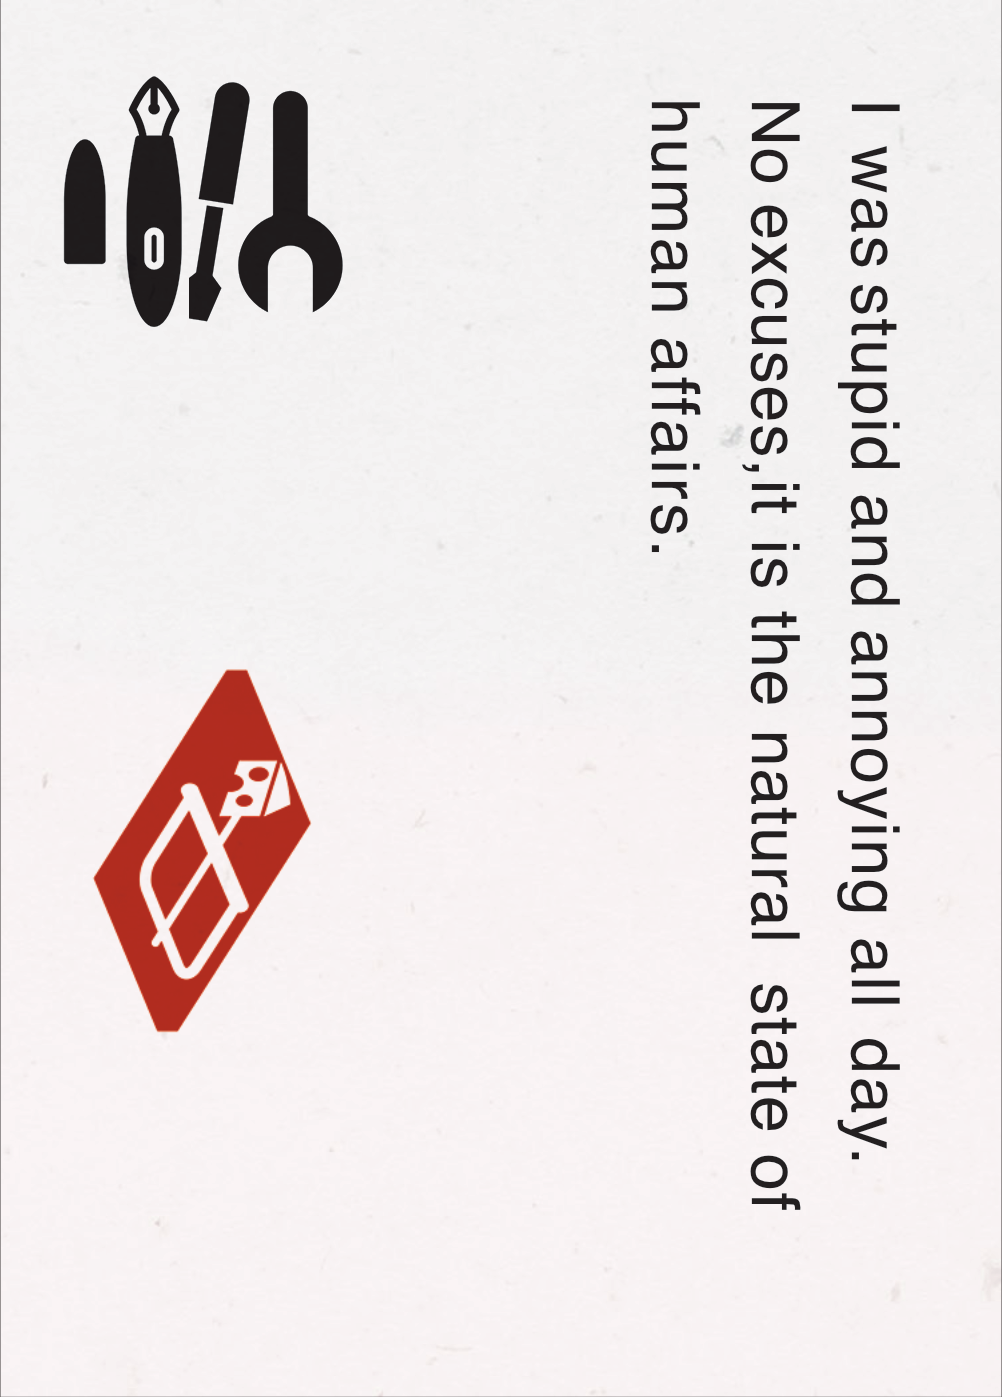 I was stupid and annoying all day.
No excuses,it is the natural state of
human affairs.